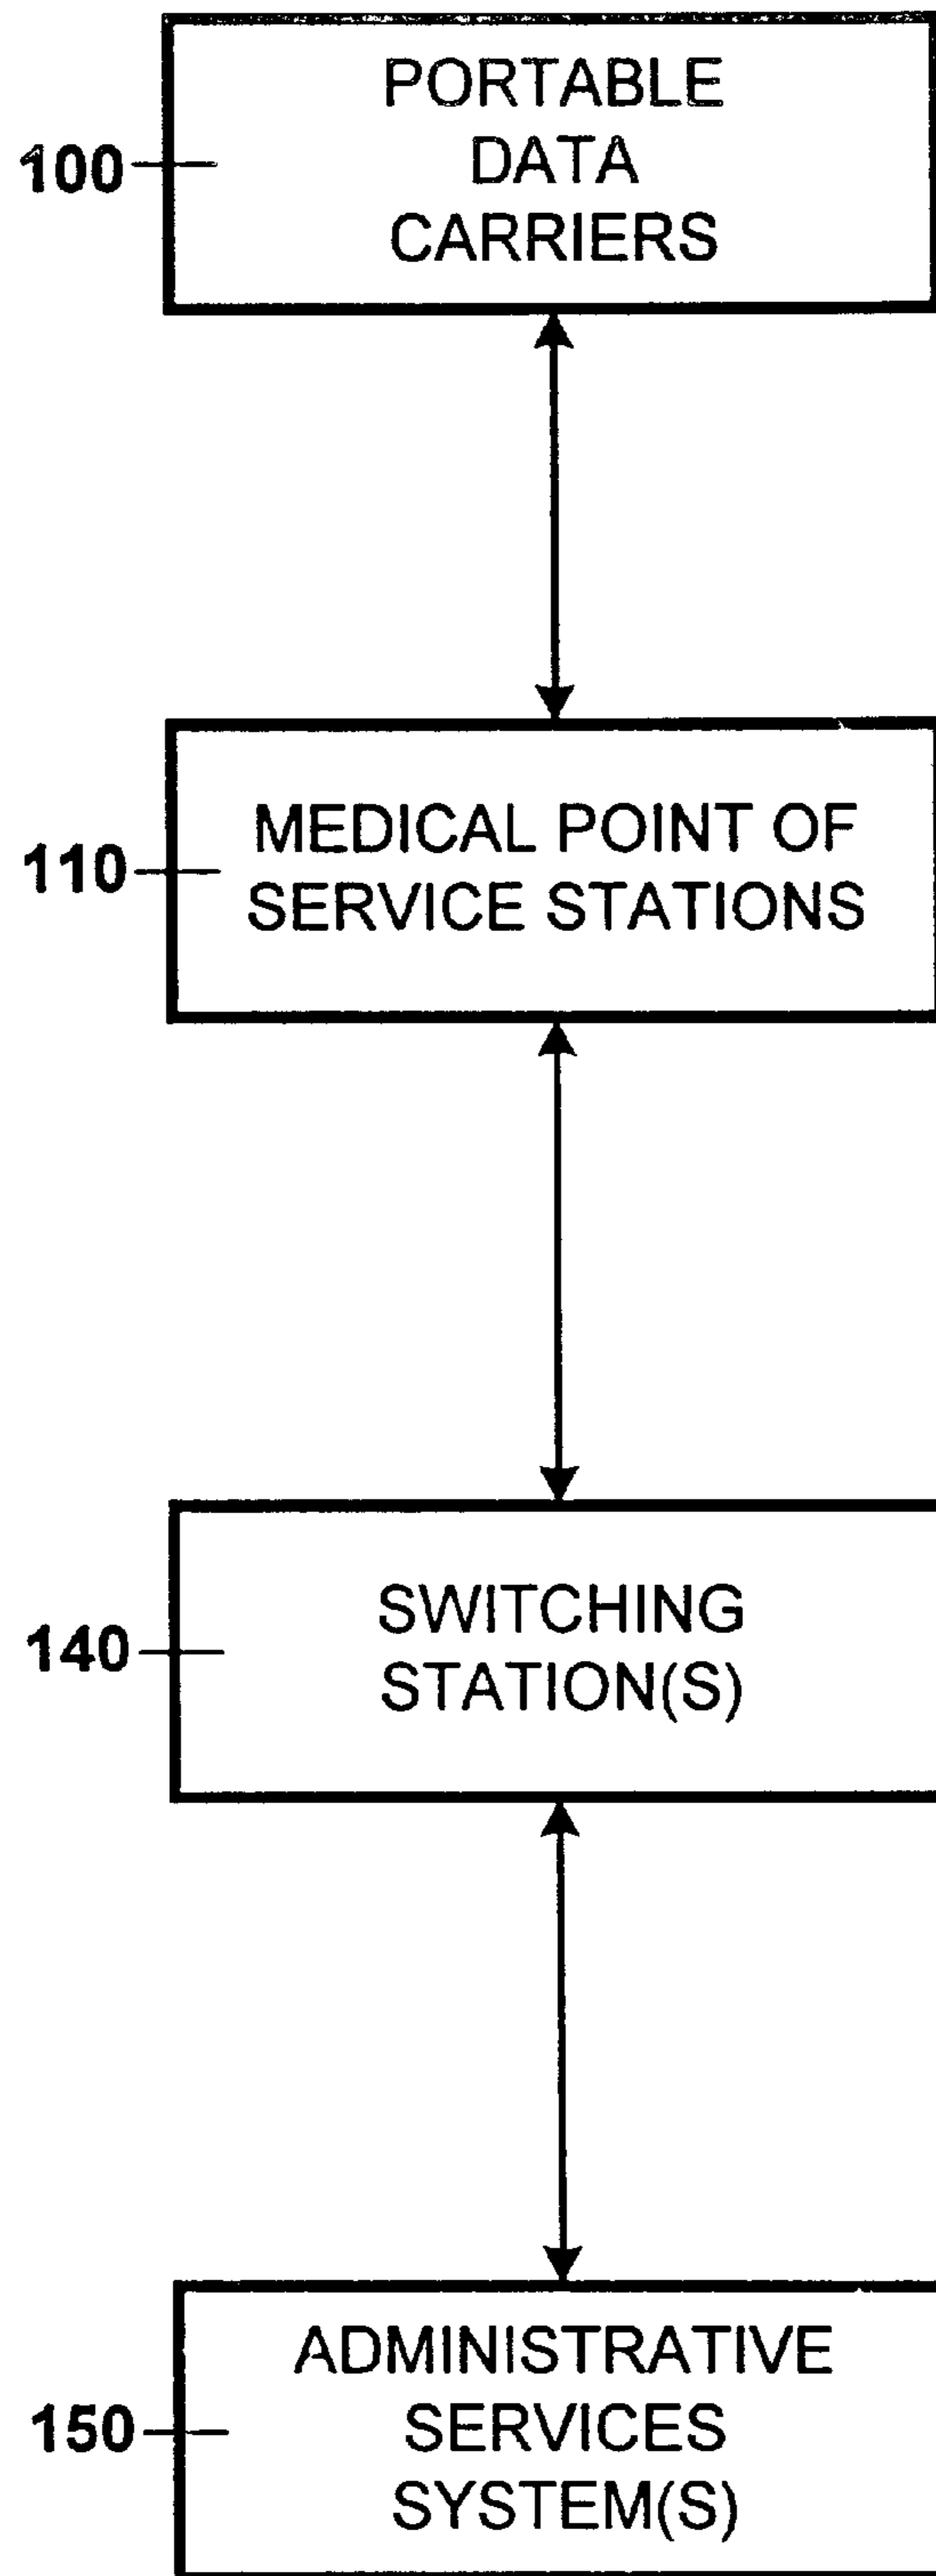 PORTABLE
DATA
CARRIERS
100
MEDICAL POINT OF
SERVICE STATIONS
110
SWITCHING
STATION(S)
140
ADMINISTRATIVE
SERVICES
SYSTEM(S)
150